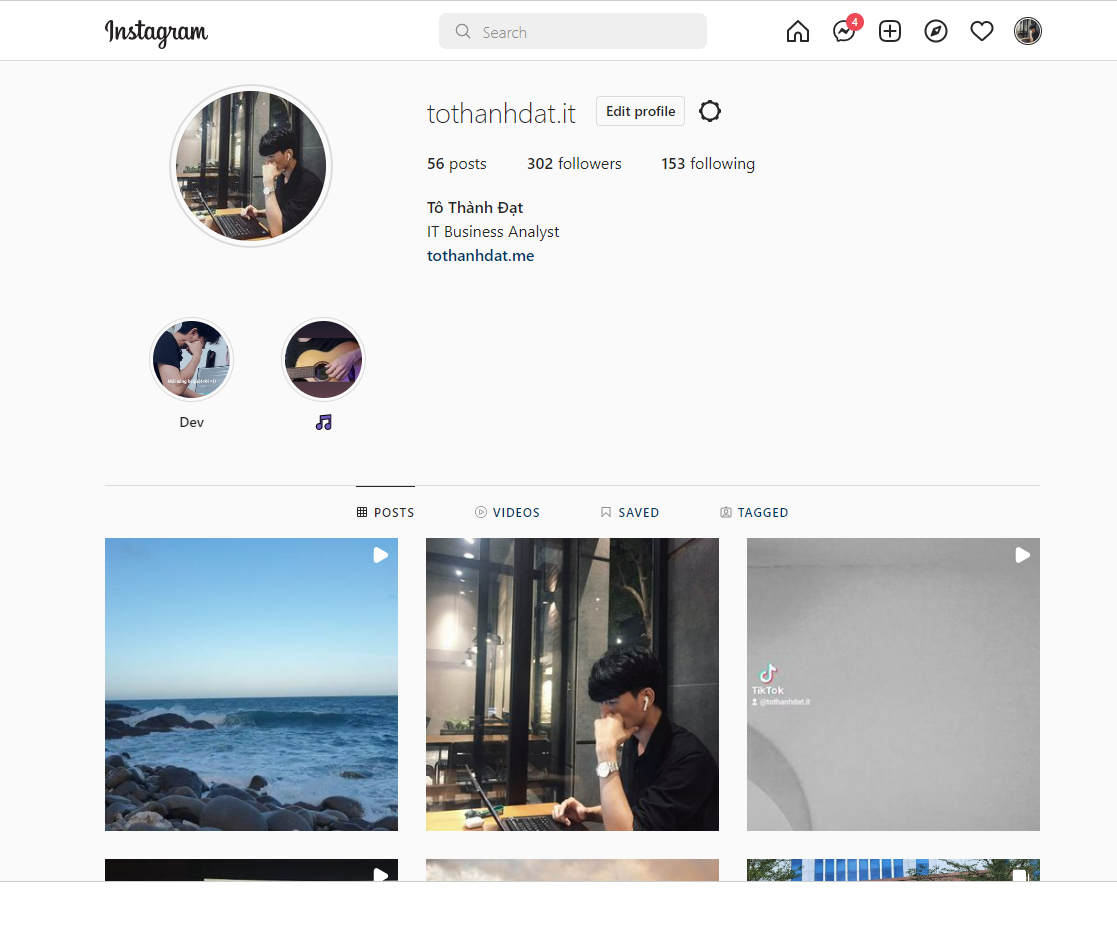 Instagram
Search
4
tothanhdat.it Edit profile
56 posts 302 followers 153 following
Tô Thành Đạt
IT Business Analyst
tothanhdat.me
Dev
POSTS VIDEOS SAVED TAGGED
TikTok
@tothanhdat.it